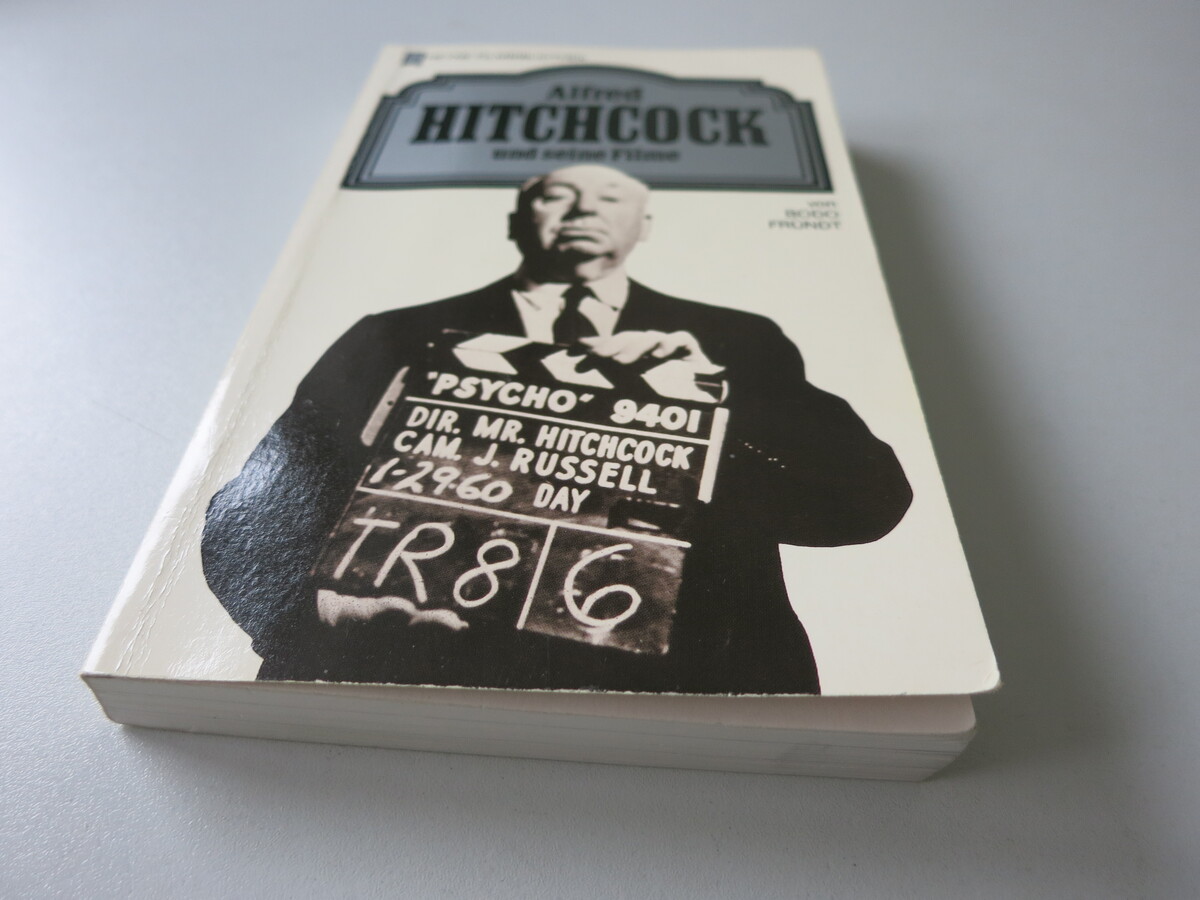 Alfred
HITCHCOCK
und seine Filme
von
BODO
FRÜNDT
"PSYCHO" 9401
DIR. MR. HITCHCOCK
CAM. J. RUSSELL
1-29-60 DAY
TR8 6